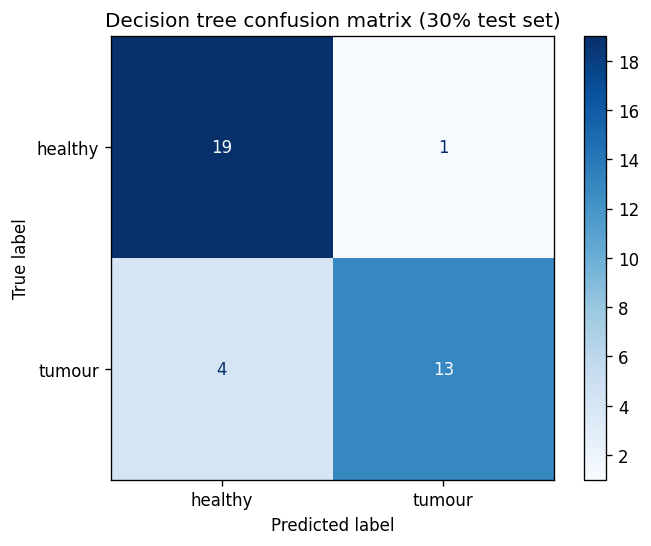 Decision tree confusion matrix (30% test set)
healthy
19
1
tumour
4
13
healthy
tumour
Predicted label
True label
18
16
14
12
10
8
6
4
2